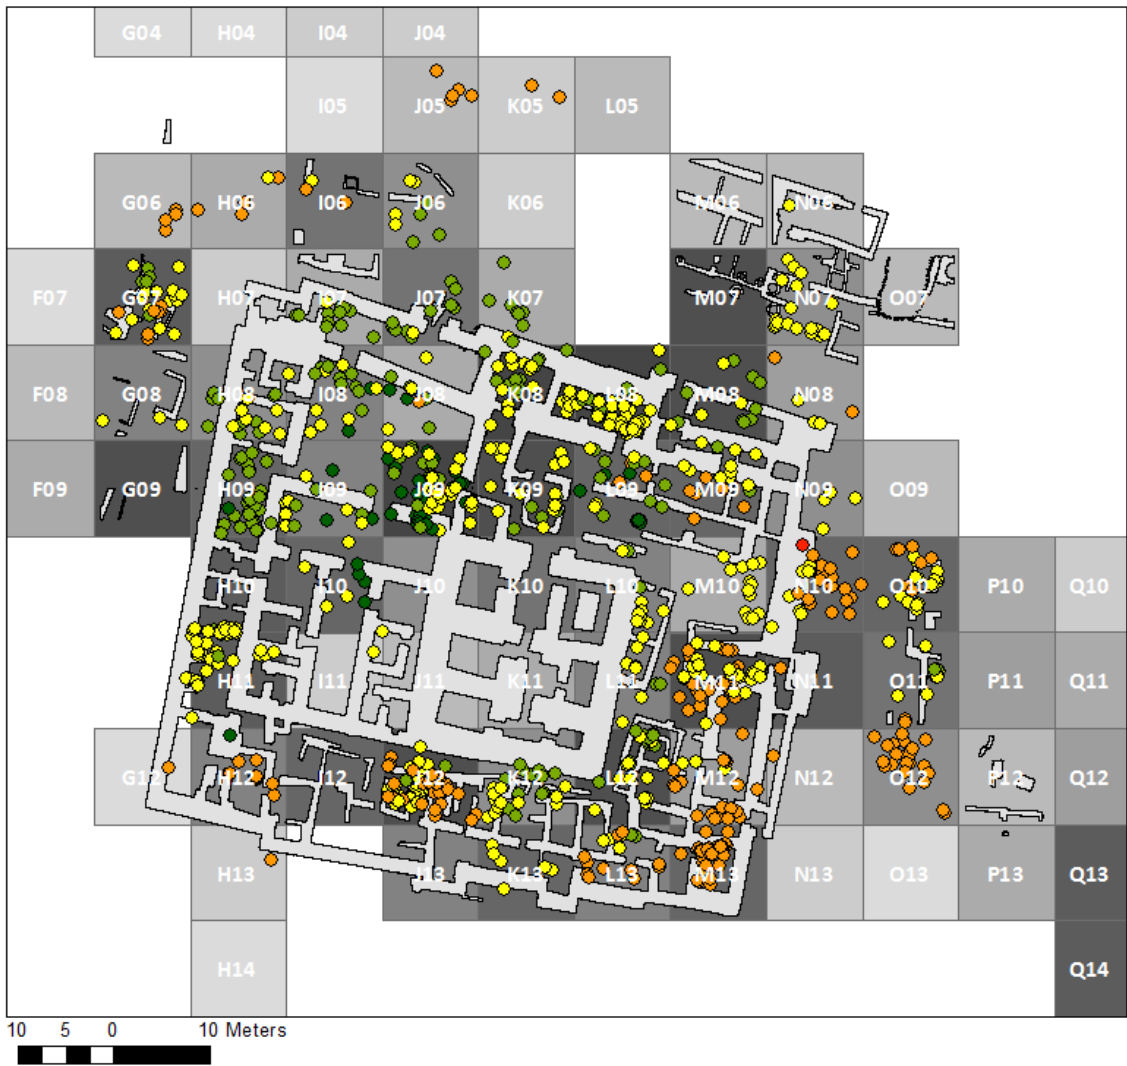 G04 H04 I04 J04
I05 J05 K05 L05
G06 H06 I06 J06 K06 M06 N06
F07 G07 H07 I07 J07 K07 M07 N07 O07
F08 G08 H08 I08 J08 K08 L08 M08 N08
F09 G09 H09 I09 J09 K09 L09 M09 N09 O09
H10 I10 J10 K10 L10 M10 N10 O10 P10 Q10
H11 I11 J11 K11 L11 M11 N11 O11 P11 Q11
G12 H12 I12 J12 K12 L12 M12 N12 O12 P12 Q12
H13 J13 K13 L13 M13 N13 O13 P13 Q13
H14 Q14
10 5 0 10 Meters